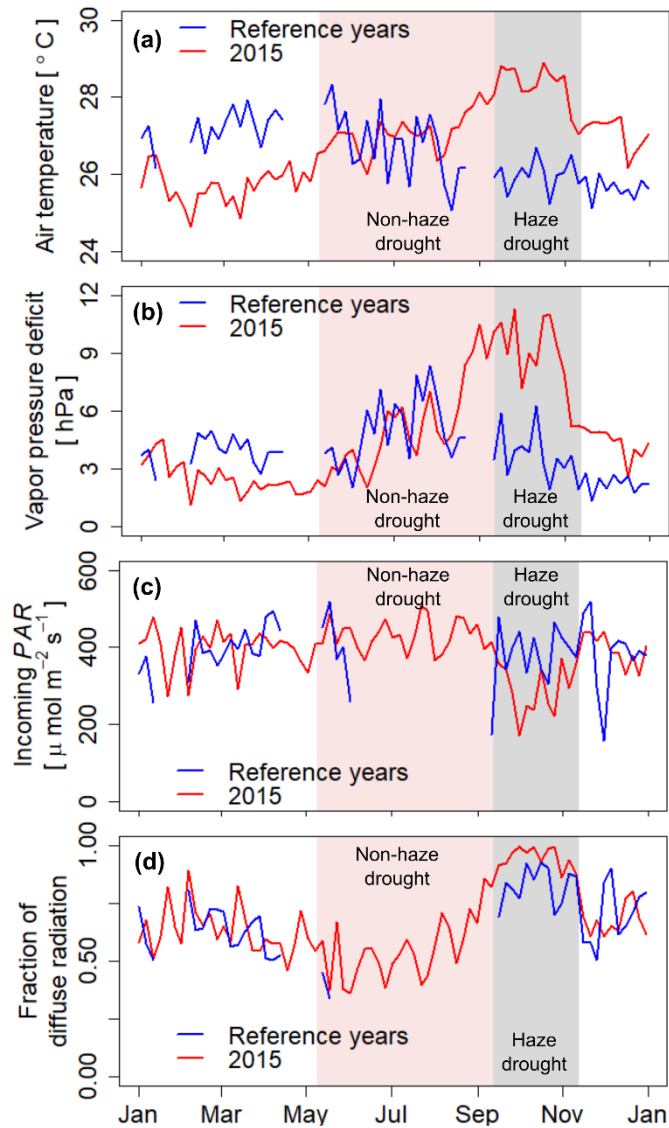 (a)
Reference years
2015
Air temperature [ ° C ]
30
28
26
24
Non-haze
drought
Haze
drought
(b)
Reference years
2015
Vapor pressure deficit
[ hPa ]
12
9
6
3
0
Non-haze
drought
Haze
drought
(c)
Non-haze
drought
Haze
drought
Incoming PAR
[ μ mol m⁻² s⁻¹ ]
600
400
200
0
Reference years
2015
(d)
Non-haze
drought
Fraction of
diffuse radiation
1.00
0.50
0.00
Reference years
2015
Haze
drought
Jan Mar May Jul Sep Nov Jan